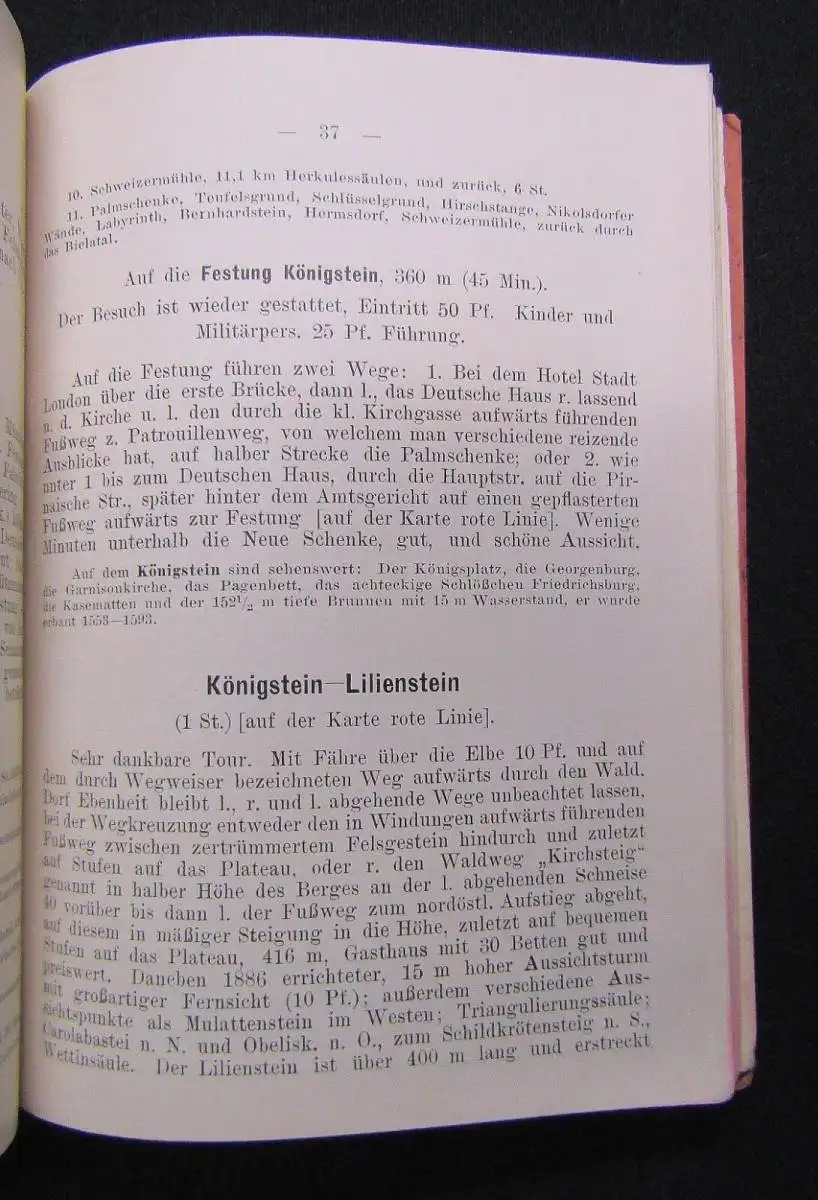 — 37 —
10. Schweizermühle, 11,1 km Herkulessäulen, und zurück, 6 St.
11. Palmschenke, Teufelsgrund, Schlüsselgrund, Hirschstange, Nikolsdorfer
Wände, Labyrinth, Bernhardstein, Hermsdorf, Schweizermühle, zurück durch
das Bielatal.
Auf die Festung Königstein, 360 m (45 Min.).
Der Besuch ist wieder gestattet, Eintritt 50 Pf. Kinder und
Militärpers. 25 Pf. Führung.
Auf die Festung führen zwei Wege: 1. Bei dem Hotel Stadt
London über die erste Brücke, dann l., das Deutsche Haus r. lassend
n. d. Kirche u. l. den durch die kl. Kirchgasse aufwärts führenden
Fußweg z. Patrouillenweg, von welchem man verschiedene reizende
Ausblicke hat, auf halber Strecke die Palmschenke; oder 2. wie
unter 1 bis zum Deutschen Haus, durch die Hauptstr. auf die Pir-
naische Str., später hinter dem Amtsgericht auf einen gepflasterten
Fußweg aufwärts zur Festung [auf der Karte rote Linie]. Wenige
Minuten unterhalb die Neue Schenke, gut, und schöne Aussicht.
Auf dem Königstein sind sehenswert: Der Königsplatz, die Georgenburg,
die Garnisonkirche, das Pagenbett, das achteckige Schlößchen Friedrichsburg,
die Kasematten und der 152½ m tiefe Brunnen mit 15 m Wasserstand, er wurde
erbaut 1553—1593.
Königstein—Lilienstein
(1 St.) [auf der Karte rote Linie].
Sehr dankbare Tour. Mit Fähre über die Elbe 10 Pf. und auf
dem durch Wegweiser bezeichneten Weg aufwärts durch den Wald.
Dorf Ebenheit bleibt l., r. und l. abgehende Wege unbeachtet lassen,
bei der Wegkreuzung entweder den in Windungen aufwärts führenden
Fußweg zwischen zertrümmertem Felsgestein hindurch und zuletzt
auf Stufen auf das Plateau, oder r. den Waldweg „Kirchsteig“
genannt in halber Höhe des Berges an der l. abgehenden Schneise
40 vorüber bis dann l. der Fußweg zum nordöstl. Aufstieg abgeht,
auf diesem in mäßiger Steigung in die Höhe, zuletzt auf bequemen
Stufen auf das Plateau, 416 m, Gasthaus mit 30 Betten gut und
preiswert. Daneben 1886 errichteter, 15 m hoher Aussichtsturm
mit großartiger Fernsicht (10 Pf.); außerdem verschiedene Aus-
sichtspunkte als Mulattenstein im Westen; Triangulierungssäule;
Carolabastei n. N. und Obelisk. n. O., zum Schildkrötensteig n. S.,
Wettinsäule. Der Lilienstein ist über 400 m lang und erstreckt